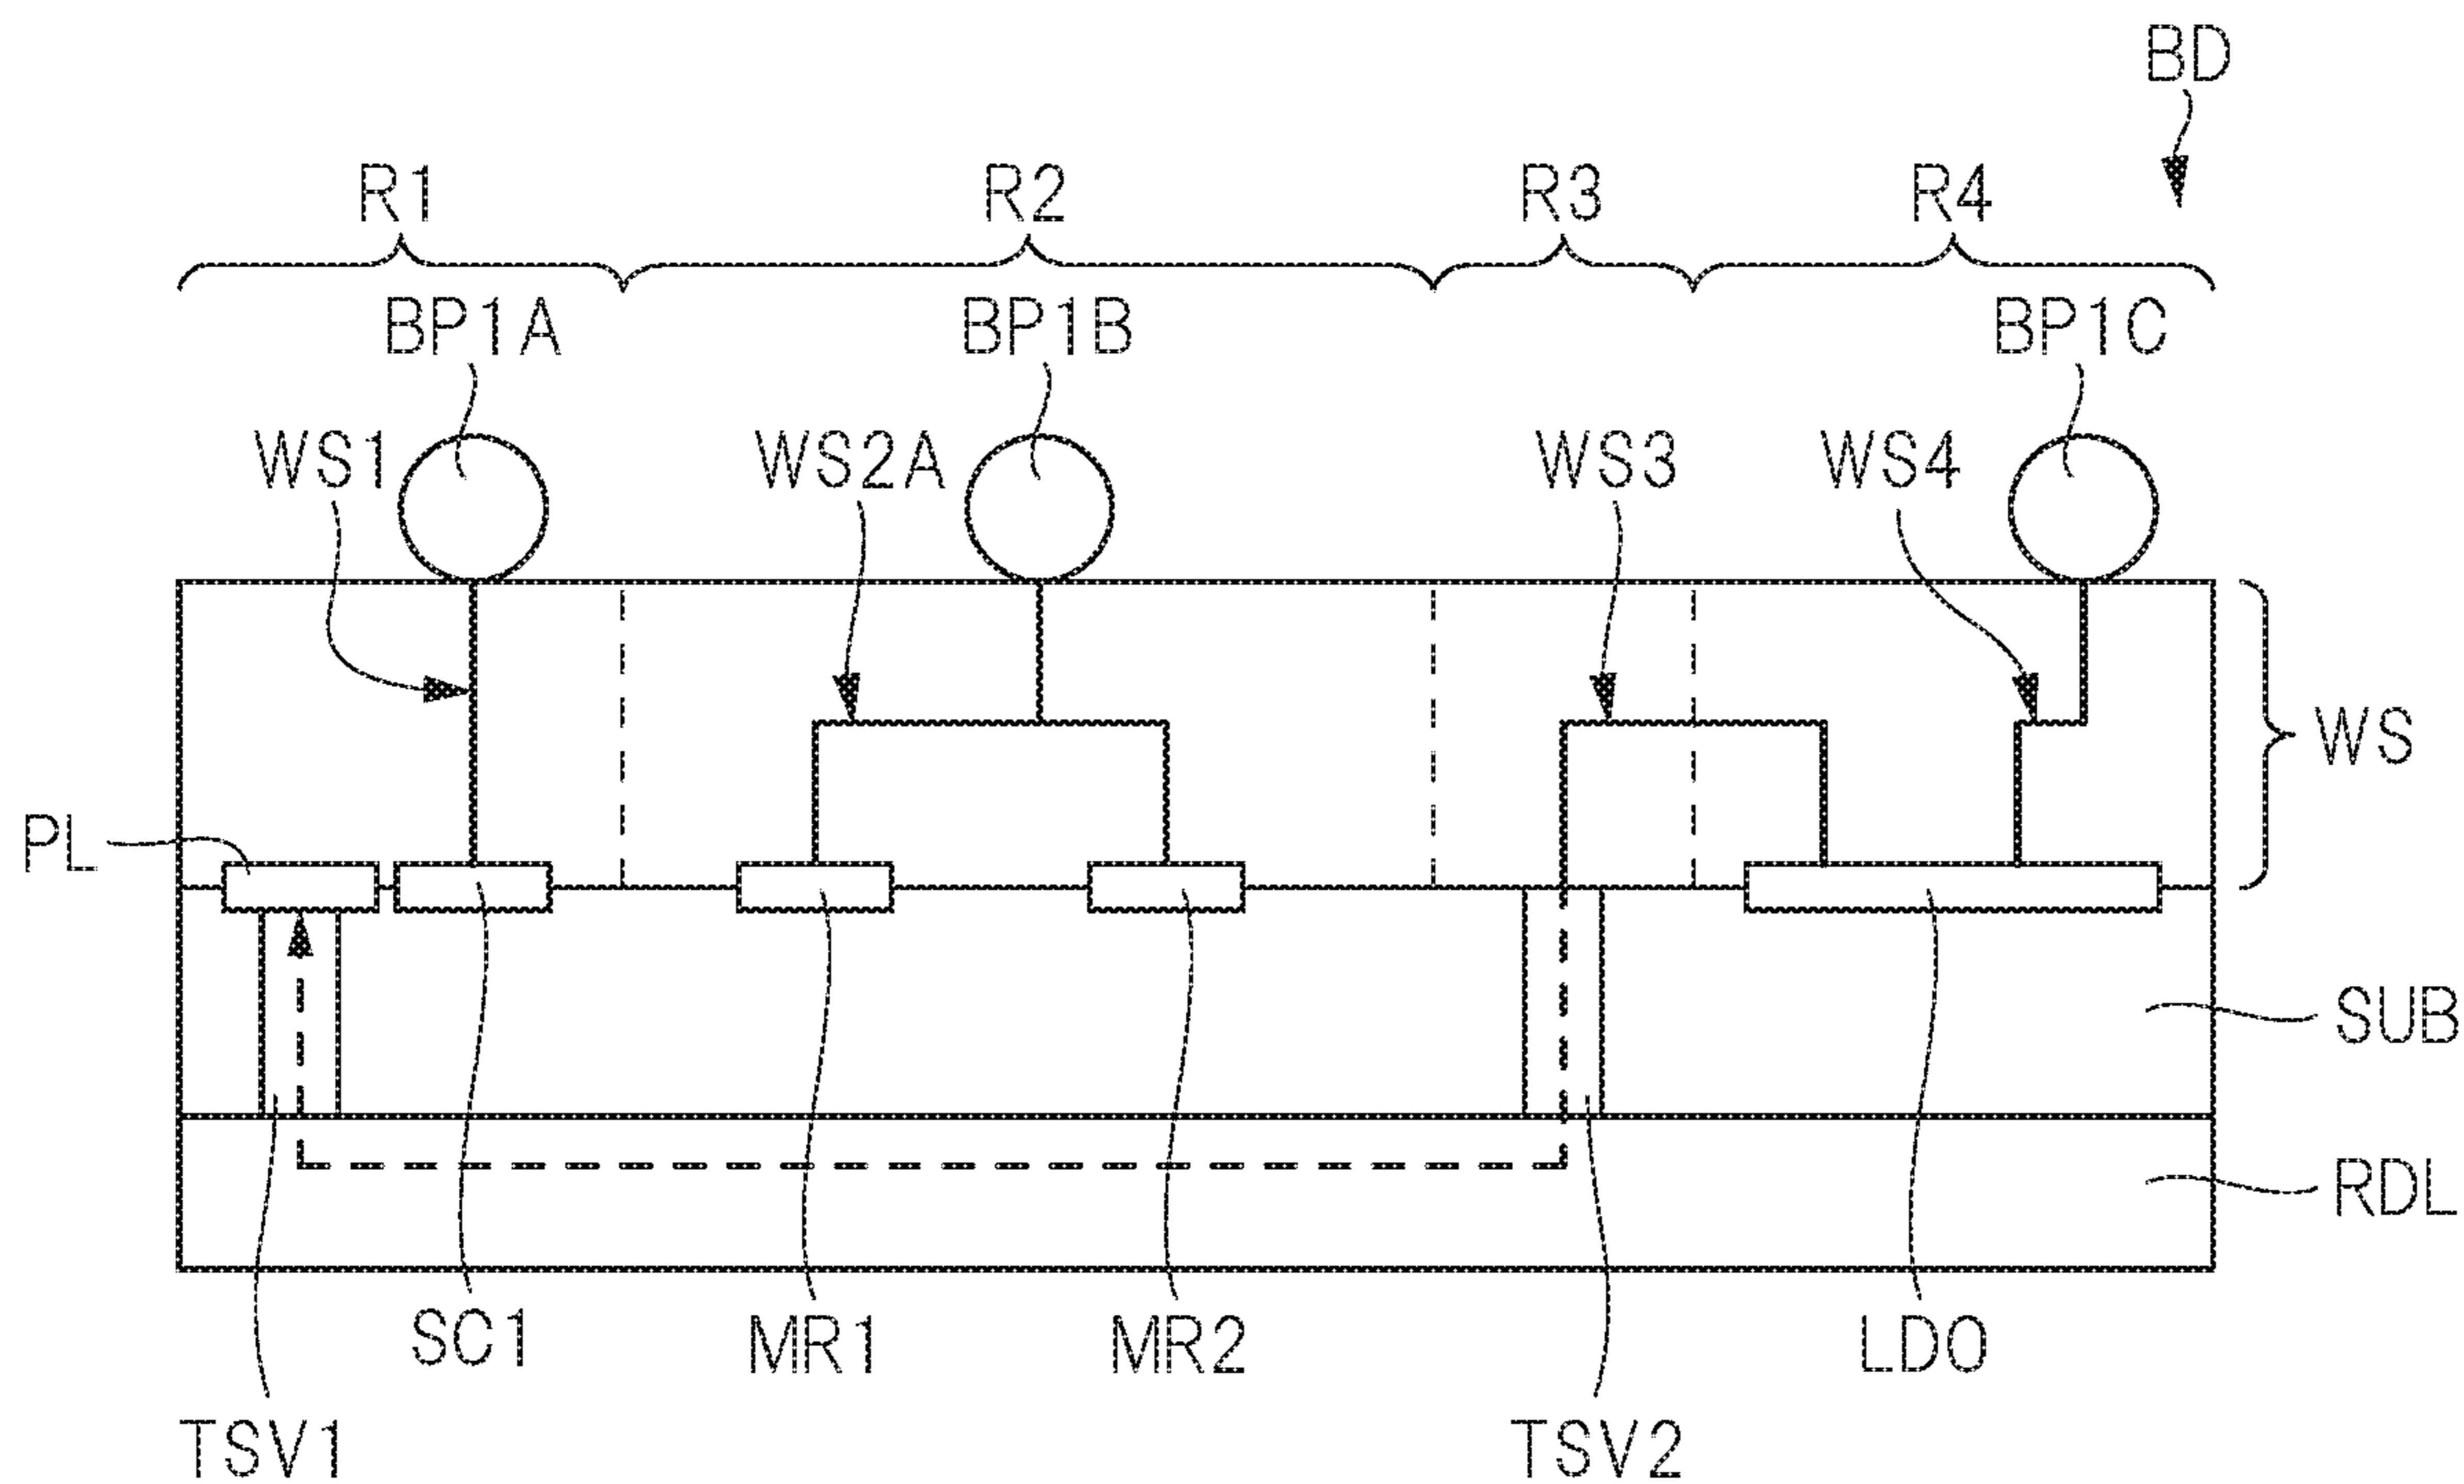 BD
R1 R2 R3 R4
BP1A BP1B BP1C
WS1 WS2A WS3 WS4
WS
PL
SUB
RDL
SC1 MR1 MR2 LDO
TSV1 TSV2